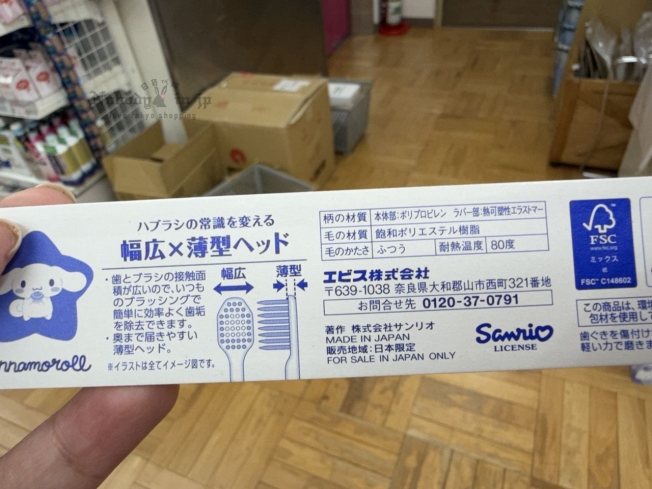 ハブラシの常識を変える
幅広×薄型ヘッド
・歯とブラシの接触面
積が広いので、いつも
のブラッシングで
簡単に効率よく歯垢
を除去できます。
・奥まで届きやすい
薄型ヘッド。
※イラストは全てイメージ図です。
幅広
薄型
nnamoroll
柄の材質 本体部:ポリプロピレン ラバー部:熱可塑性エラストマー
毛の材質 飽和ポリエステル樹脂
毛のかたさ ふつう 耐熱温度 80度
エビス株式会社
〒639-1038 奈良県大和郡山市西町321番地
お問合せ先 0120-37-0791
著作 株式会社サンリオ
MADE IN JAPAN
販売地域:日本限定
FOR SALE IN JAPAN ONLY
Sanrio
LICENSE
FSC
www.fsc.org
ミックス
FSC™ C148602
この商品は、環境
包材を使用して
歯ぐきを傷付け
軽い力で磨きま